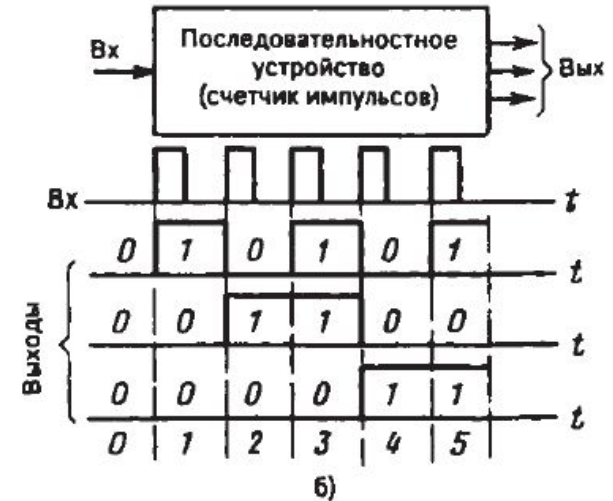 Вх
Последовательностное
устройство
(счетчик импульсов)
Вых
Вх
t
0 1 0 1 0 1
t
Выходы
0 0 1 1 0 0
t
0 0 0 0 1 1
t
0 1 2 3 4 5
б)